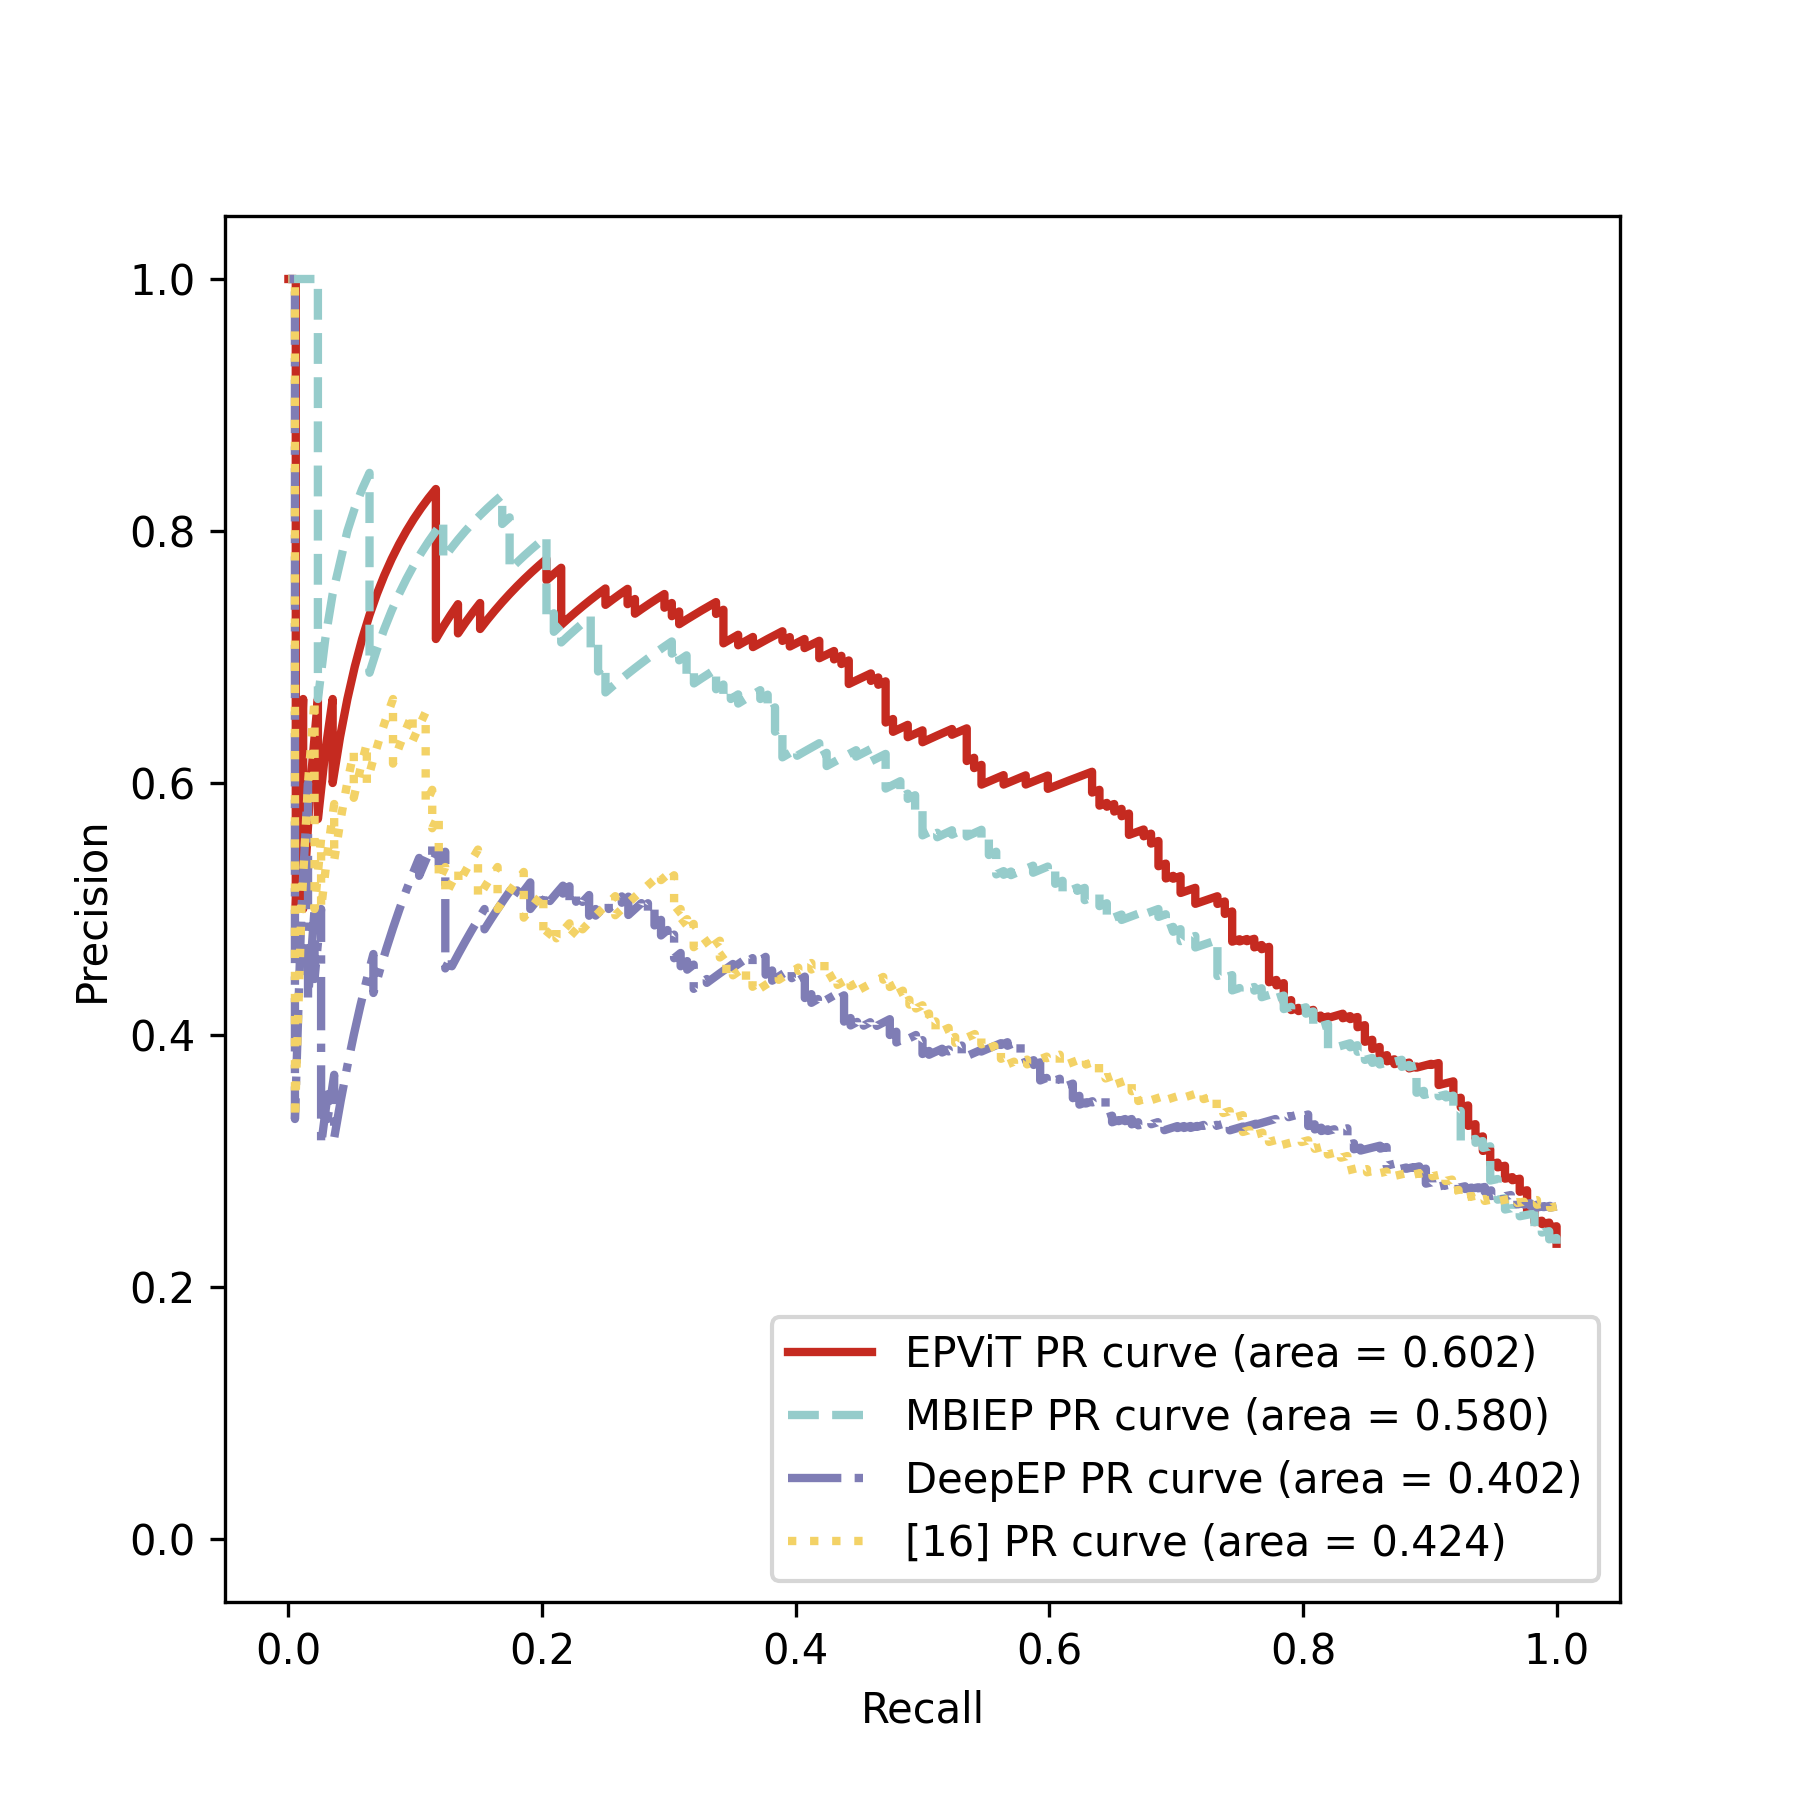 1.0
0.8
0.6
0.4
0.2
0.0
Precision
0.0 0.2 0.4 0.6 0.8 1.0
Recall
EPViT PR curve (area = 0.602)
MBIEP PR curve (area = 0.580)
DeepEP PR curve (area = 0.402)
[16] PR curve (area = 0.424)